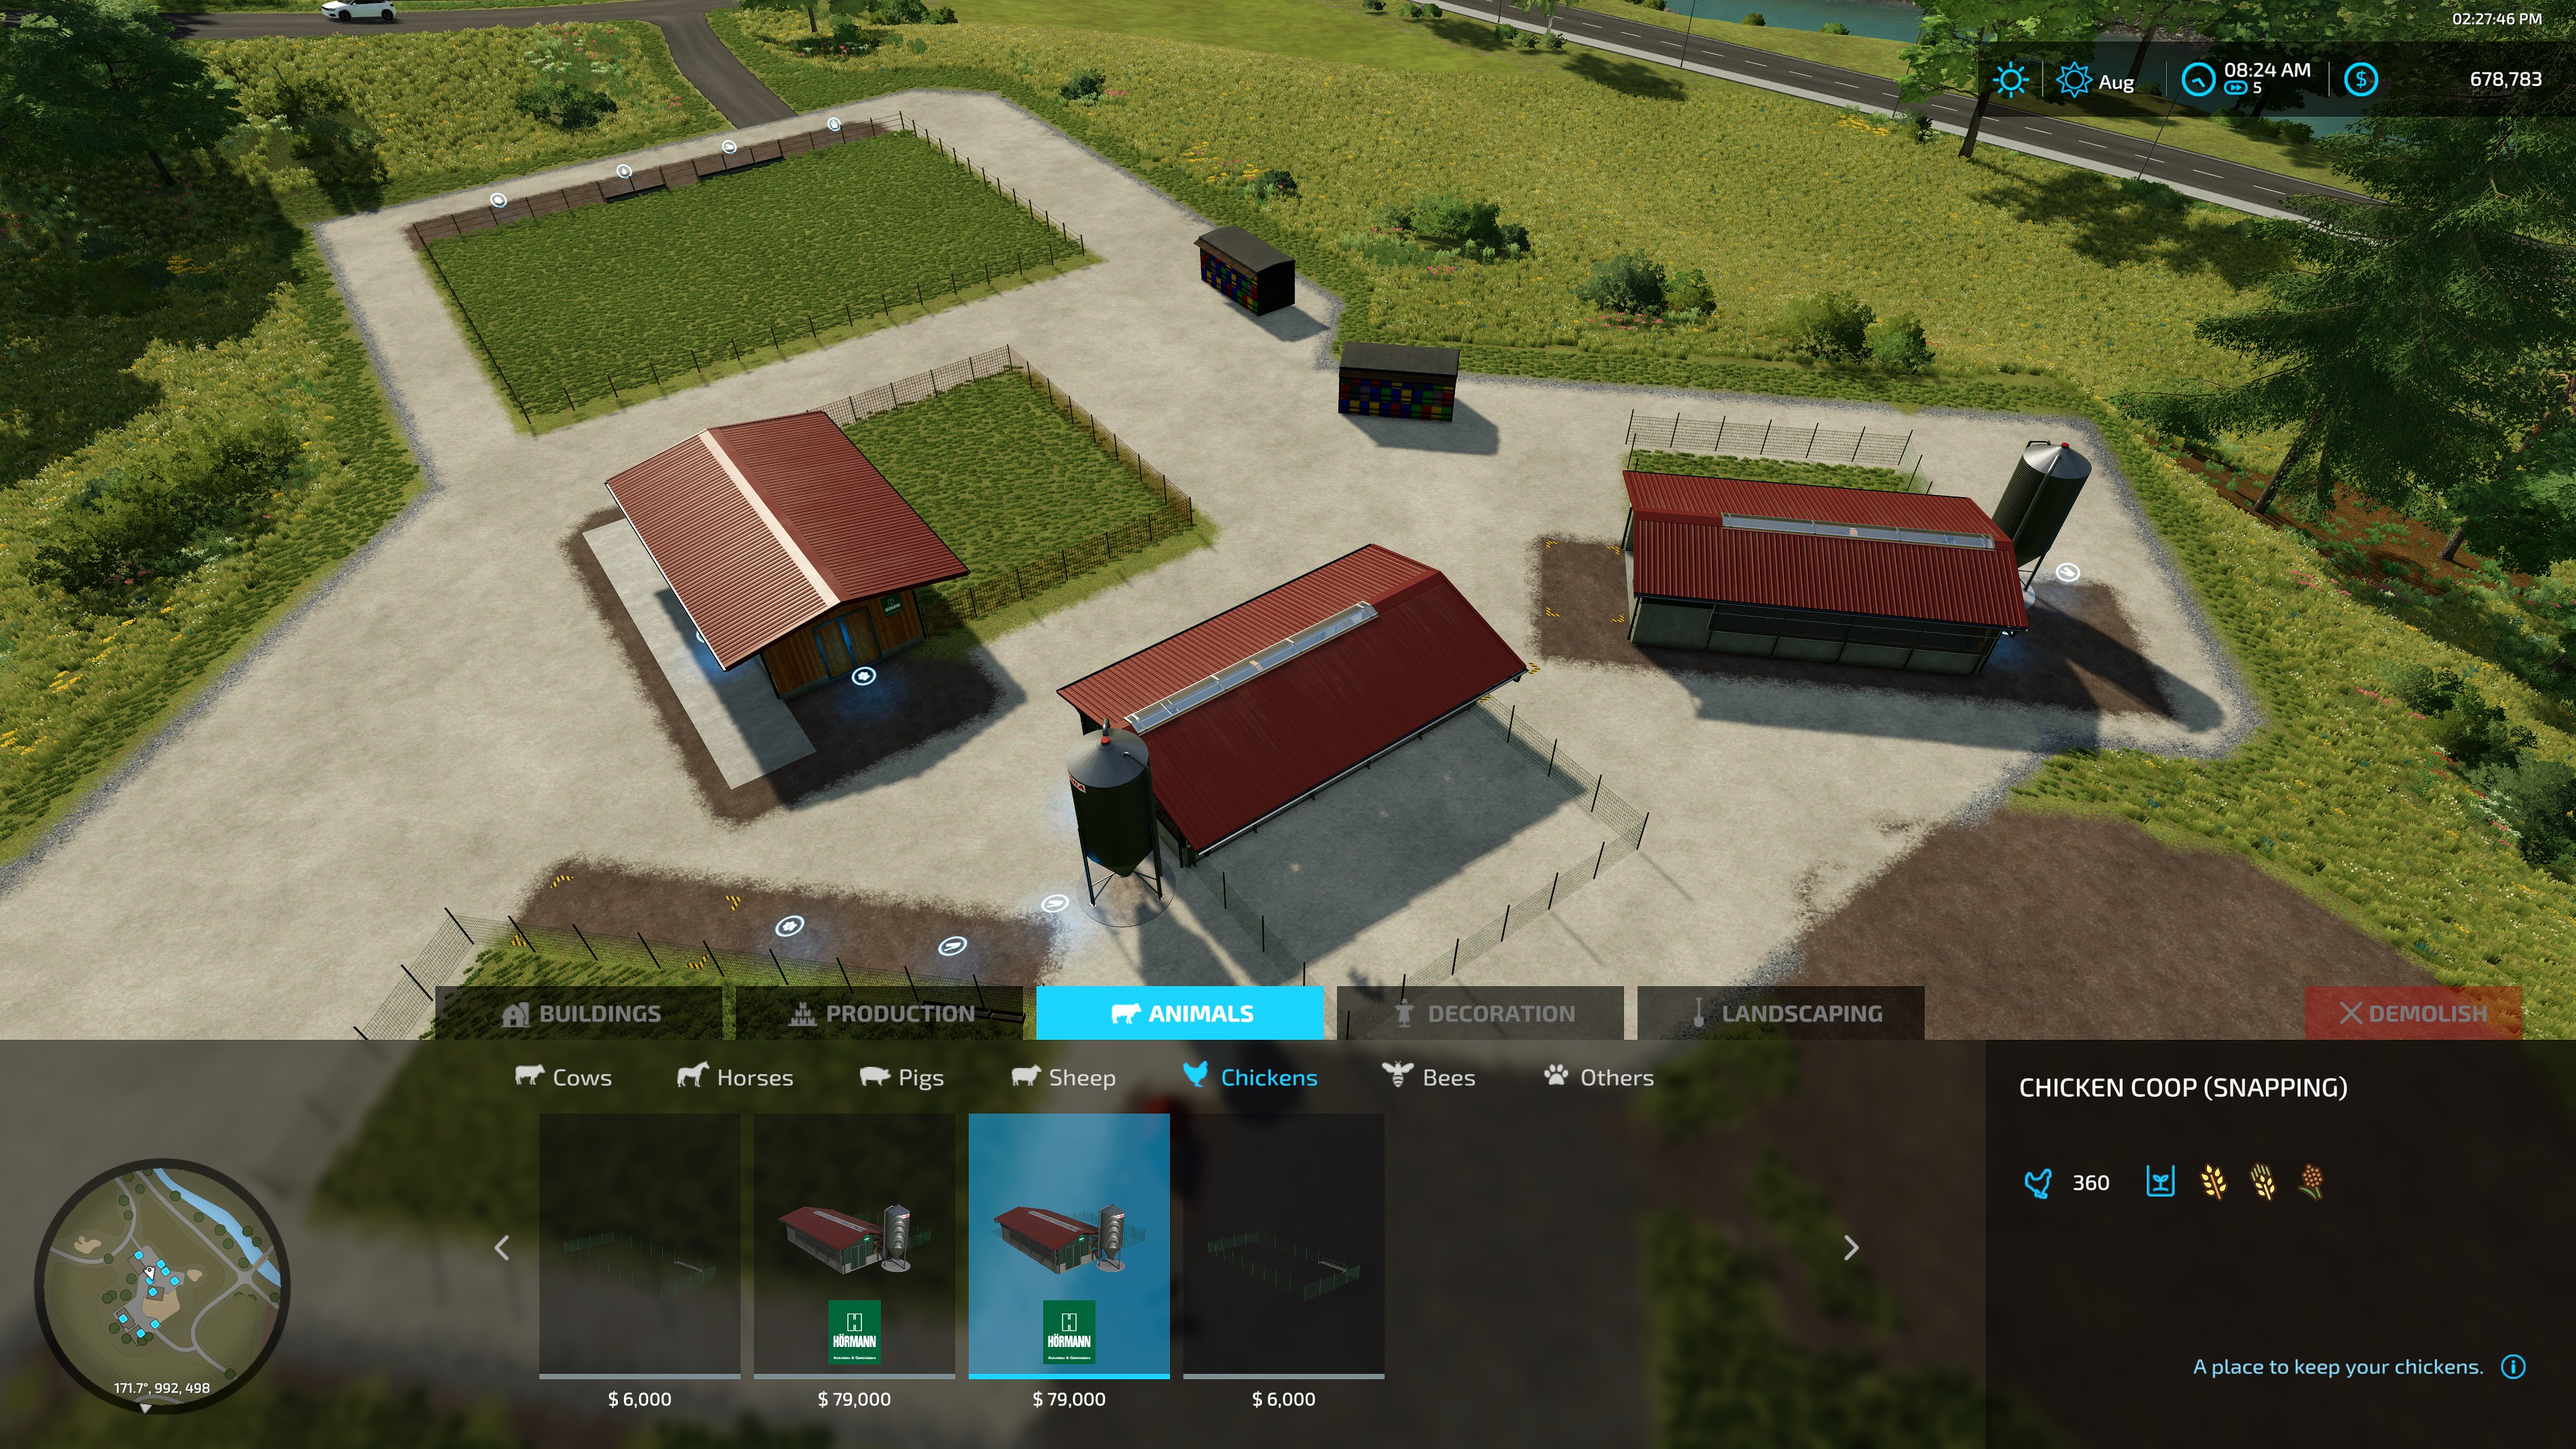 02:27:46 PM
Aug
08:24 AM
5
678,783
BUILDINGS
PRODUCTION
ANIMALS
DECORATION
LANDSCAPING
DEMOLISH
Cows
Horses
Pigs
Sheep
Chickens
Bees
Others
CHICKEN COOP (SNAPPING)
360
HÖRMANN
HÖRMANN
$ 6,000
$ 79,000
$ 79,000
$ 6,000
A place to keep your chickens.
171.7°, 992, 498